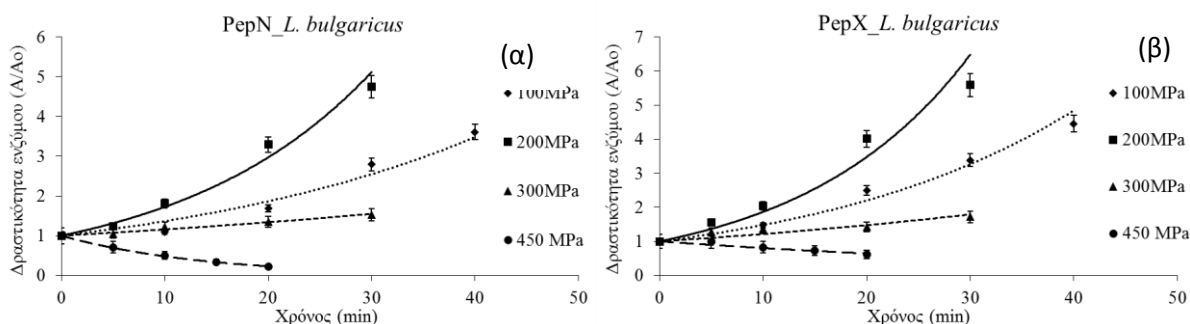 PepN_L. bulgaricus
(α)
Δραστικότητα ενζύμου (Α/Αο)
6
5
4
3
2
1
0
0 10 20 30 40 50
Χρόνος (min)
100MPa
200MPa
300MPa
450 MPa
PepX_L. bulgaricus
(β)
Δραστικότητα ενζύμου (Α/Αο)
7
6
5
4
3
2
1
0
0 10 20 30 40 50
Χρόνος (min)
100MPa
200MPa
300MPa
450 MPa